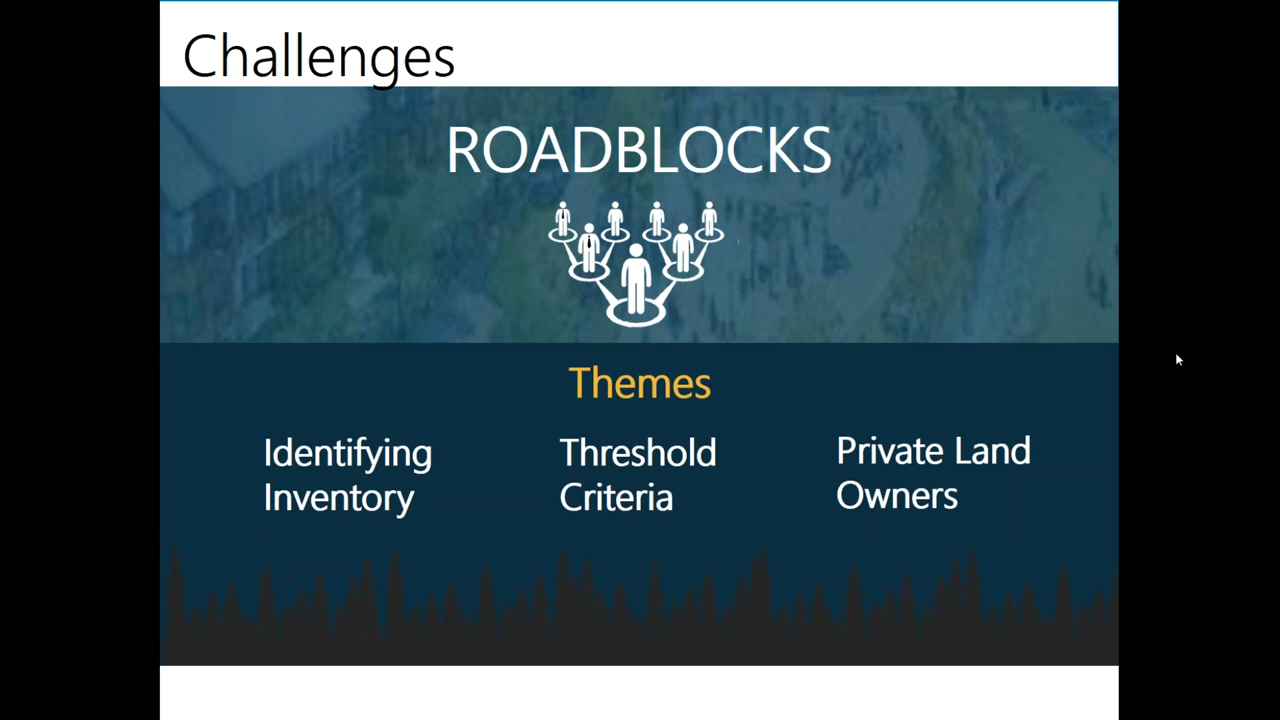 Challenges
ROADBLOCKS
Themes
Identifying
Inventory
Threshold
Criteria
Private Land
Owners